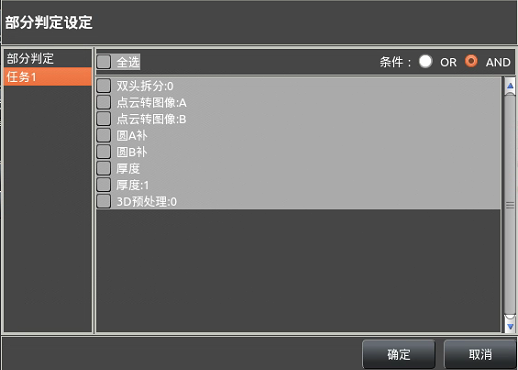 部分判定设定
部分判定
任务1
全选 条件： OR AND
双头拆分:0
点云转图像:A
点云转图像:B
圆A补
圆B补
厚度
厚度:1
3D预处理:0
确定 取消